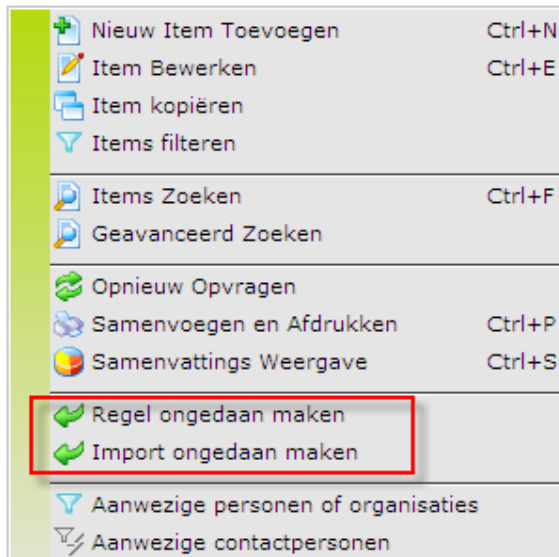 Nieuw Item Toevoegen Ctrl+N
Item Bewerken Ctrl+E
Item kopiëren
Items filteren
Items Zoeken Ctrl+F
Geavanceerd Zoeken
Opnieuw Opvragen
Samenvoegen en Afdrukken Ctrl+P
Samenvattings Weergave Ctrl+S
Regel ongedaan maken
Import ongedaan maken
Aanwezige personen of organisaties
Aanwezige contactpersonen